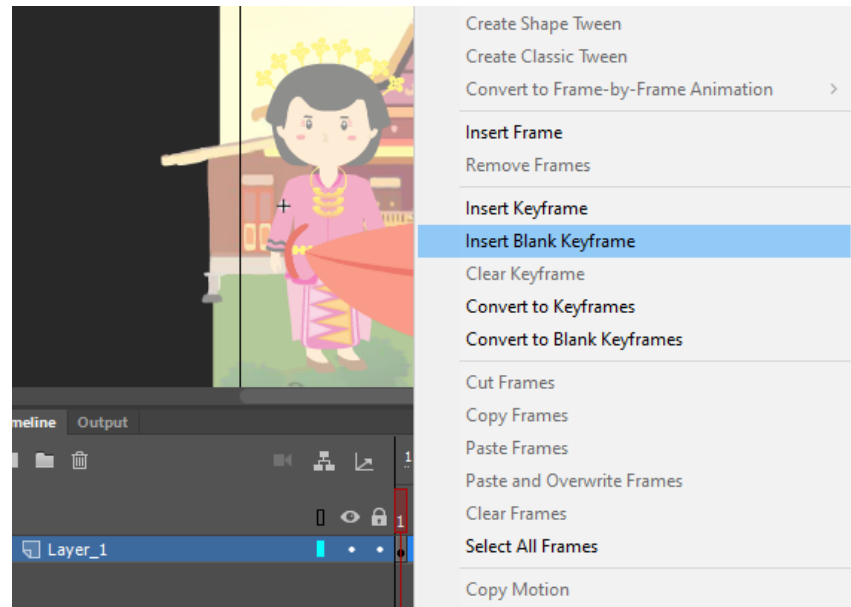 Create Shape Tween
Create Classic Tween
Convert to Frame-by-Frame Animation
Insert Frame
Remove Frames
Insert Keyframe
Insert Blank Keyframe
Clear Keyframe
Convert to Keyframes
Convert to Blank Keyframes
Cut Frames
Copy Frames
Paste Frames
Paste and Overwrite Frames
Clear Frames
Select All Frames
Copy Motion
meline Output
1
1
Layer_1